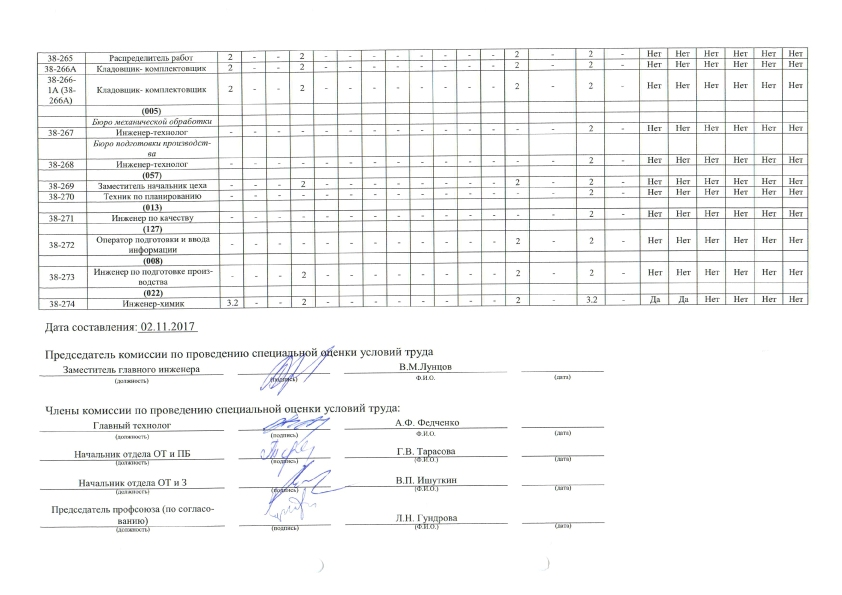 38-265 Распределитель работ 2 - - 2 - - - - - - - - 2 - 2 - Нет Нет Нет Нет Нет Нет
38-266А Кладовщик- комплектовщик 2 - - 2 - - - - - - - - 2 - 2 - Нет Нет Нет Нет Нет Нет
38-266-
1А (38- Кладовщик- комплектовщик 2 - - 2 - - - - - - - - 2 - 2 - Нет Нет Нет Нет Нет Нет
266А)
(005)
Бюро механической обработки
38-267 Инженер-технолог - - - - - - - - - - - - - - 2 - Нет Нет Нет Нет Нет Нет
Бюро подготовки производст-
ва
38-268 Инженер-технолог - - - - - - - - - - - - - - 2 - Нет Нет Нет Нет Нет Нет
(057)
38-269 Заместитель начальник цеха - - - 2 - - - - - - - - 2 - 2 - Нет Нет Нет Нет Нет Нет
38-270 Техник по планированию - - - - - - - - - - - - - - 2 - Нет Нет Нет Нет Нет Нет
(013)
38-271 Инженер по качеству - - - - - - - - - - - - - - 2 - Нет Нет Нет Нет Нет Нет
(127)
38-272 Оператор подготовки и ввода - - - - - - - - - - - - 2 - 2 - Нет Нет Нет Нет Нет Нет
информации
(008)
38-273 Инженер по подготовке произ- - - - 2 - - - - - - - - 2 - 2 - Нет Нет Нет Нет Нет Нет
водства
(022)
38-274 Инженер-химик 3.2 - - 2 - - - - - - - - 2 - 3.2 - Да Да Нет Нет Нет Нет
Дата составления: 02.11.2017
Председатель комиссии по проведению специальной оценки условий труда
Заместитель главного инженера В.М.Лунцов
(должность) (подпись) Ф.И.О. (дата)
Члены комиссии по проведению специальной оценки условий труда:
Главный технолог А.Ф. Федченко
(должность) (подпись) Ф.И.О. (дата)
Начальник отдела ОТ и ПБ Г.В. Тарасова
(должность) (подпись) (Ф.И.О.) (дата)
Начальник отдела ОТ и З В.П. Ишуткин
(должность) (подпись) (Ф.И.О.) (дата)
Председатель профсоюза (по согласо-
ванию) Л.Н. Гундрова
(должность) (подпись) (Ф.И.О.) (дата)